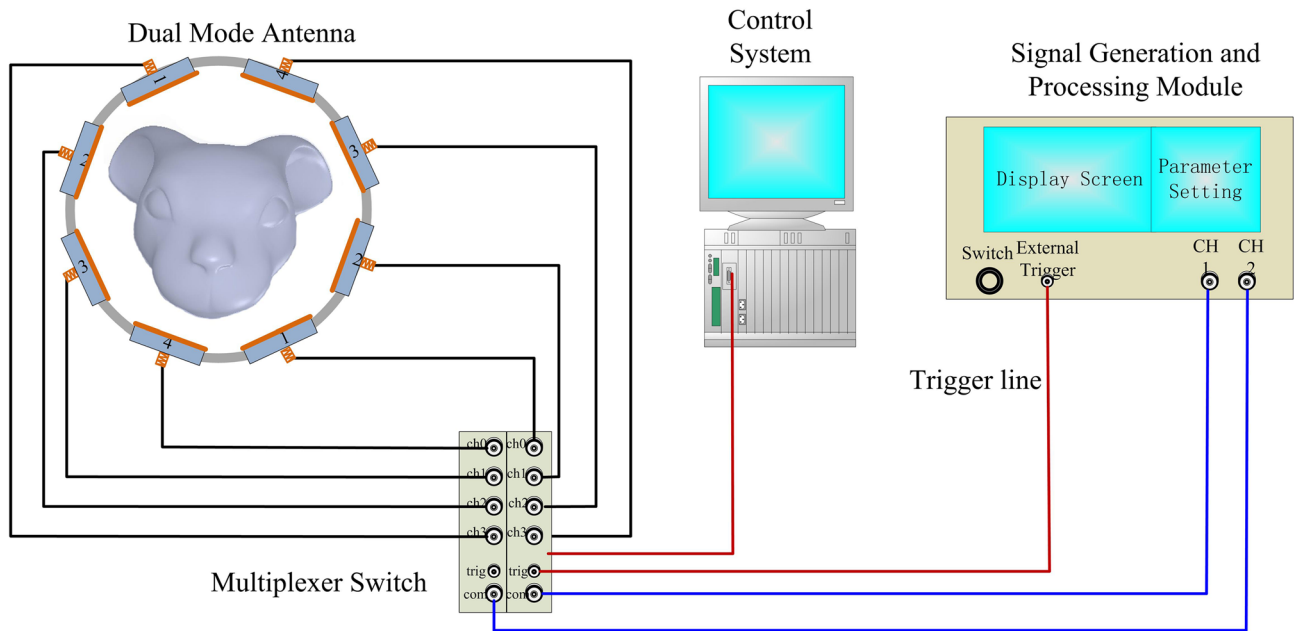 Dual Mode Antenna
1
4
2
3
3
2
4
1
Control
System
Signal Generation and
Processing Module
Display Screen
Parameter
Setting
Switch
External
Trigger
CH
1
CH
2
Trigger line
ch0
ch0
ch1
ch1
ch2
ch2
ch3
ch3
trig
trig
com
com
Multiplexer Switch